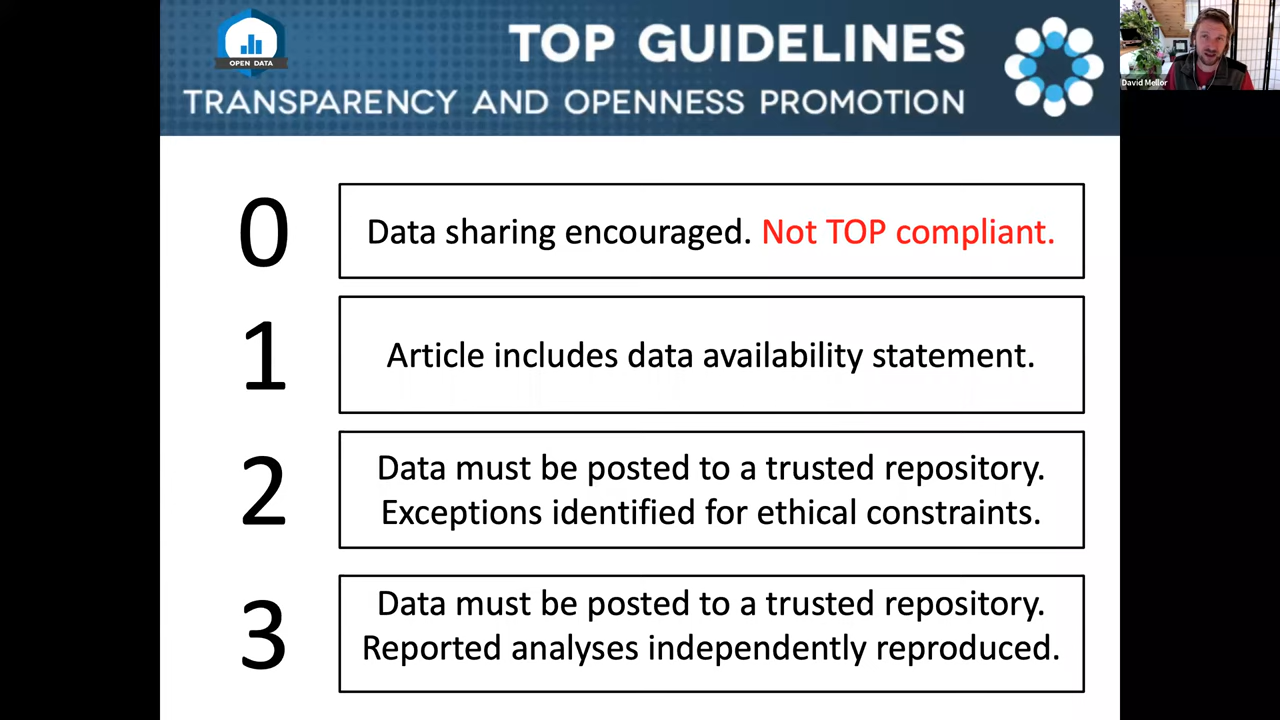 OPEN DATA
TOP GUIDELINES
TRANSPARENCY AND OPENNESS PROMOTION
David Mellor
0
Data sharing encouraged. Not TOP compliant.
1
Article includes data availability statement.
2
Data must be posted to a trusted repository.
Exceptions identified for ethical constraints.
3
Data must be posted to a trusted repository.
Reported analyses independently reproduced.